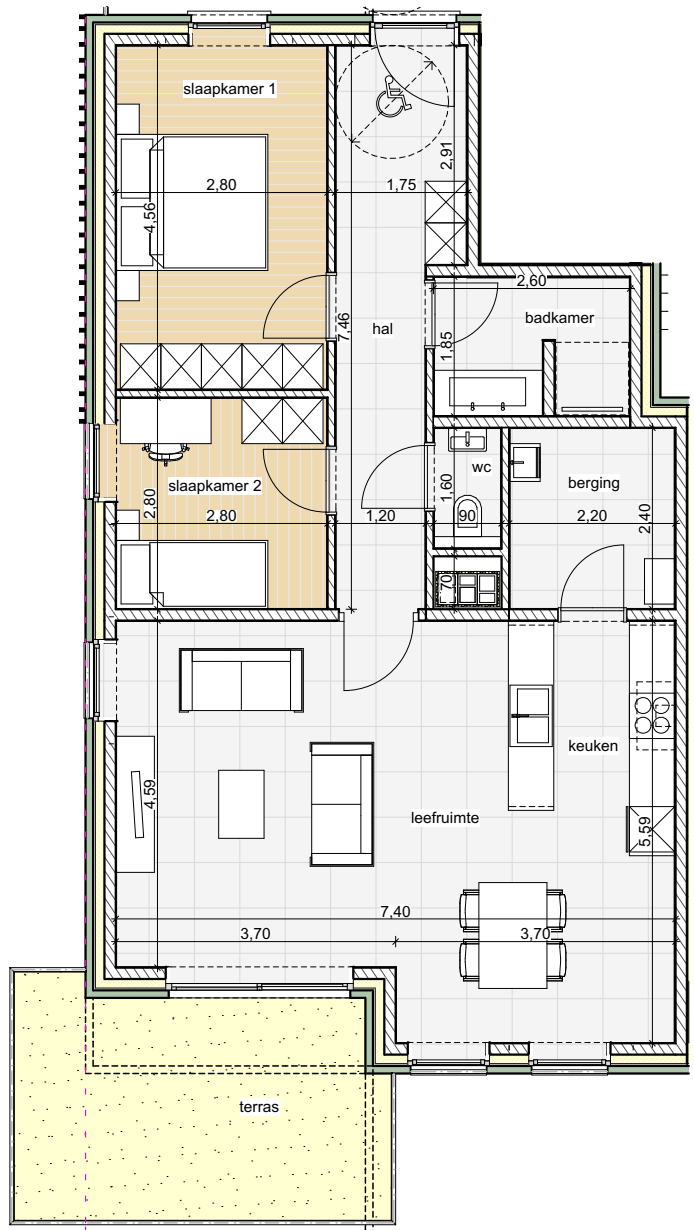 slaapkamer 1
2,91
2,80
1,75
4,56
2,60
badkamer
hal
7,46
1,85
wc
1,60
berging
slaapkamer 2
2,80
2,80
1,20
90
2,20
2,40
70
keuken
4,59
leefruimte
5,59
7,40
3,70
3,70
terras